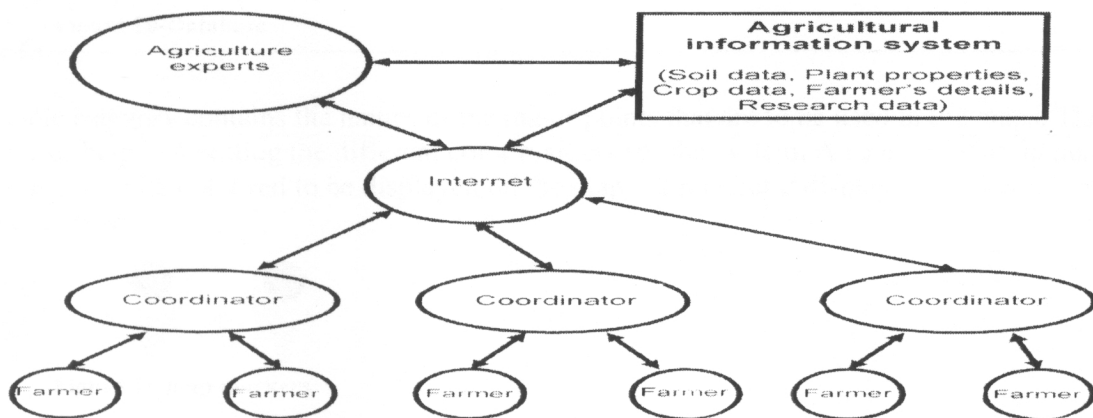 Agriculture
experts
Agricultural
information system
(Soil data, Plant properties,
Crop data, Farmer's details,
Research data)
Internet
Coordinator
Coordinator
Coordinator
Farmer
Farmer
Farmer
Farmer
Farmer
Farmer